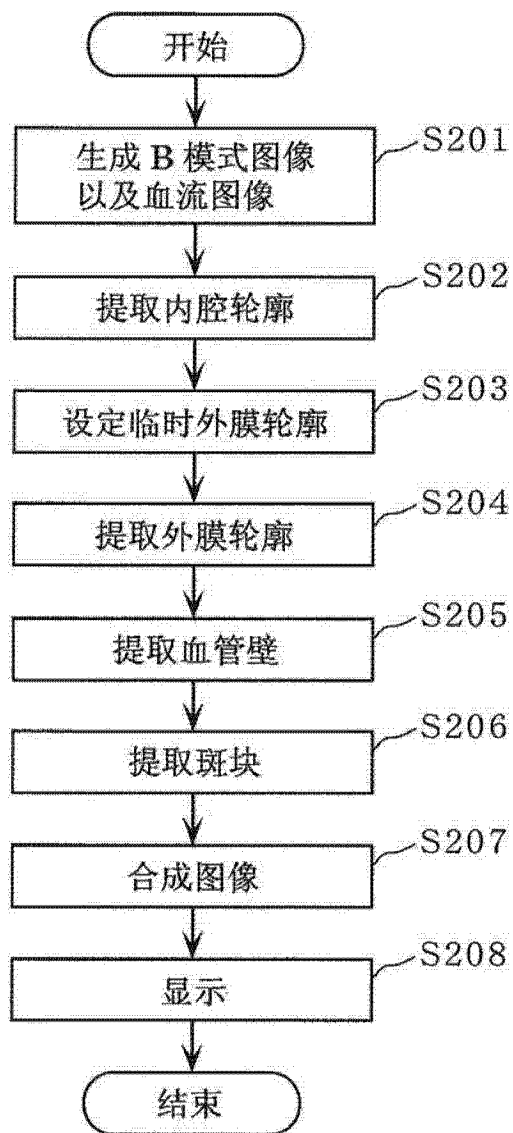 开始
生成 B 模式图像
以及血流图像
S201
提取内腔轮廓
S202
设定临时外膜轮廓
S203
提取外膜轮廓
S204
提取血管壁
S205
提取斑块
S206
合成图像
S207
显示
S208
结束